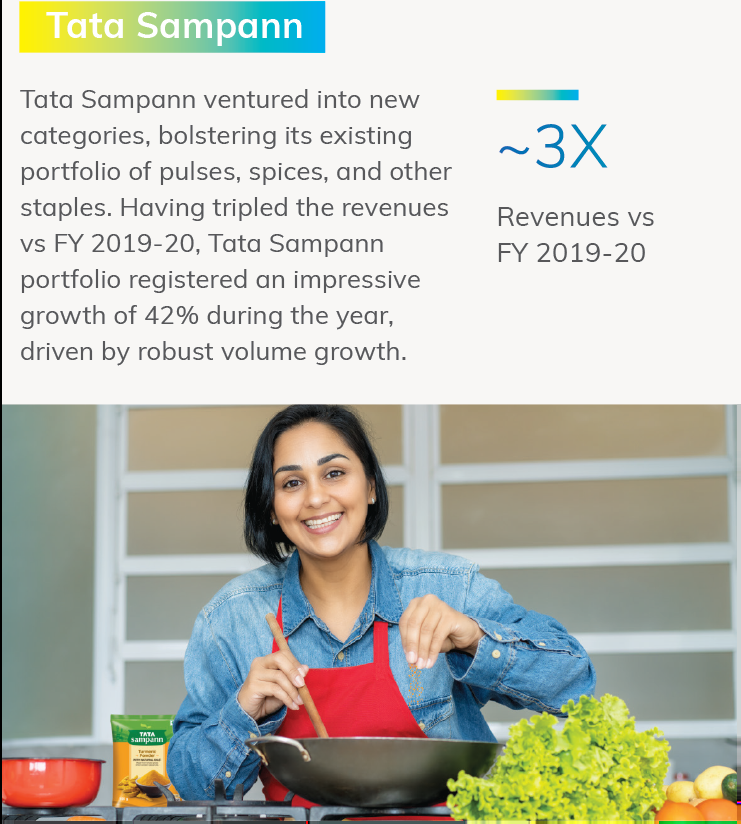 Tata Sampann
Tata Sampann ventured into new
categories, bolstering its existing
portfolio of pulses, spices, and other
staples. Having tripled the revenues
vs FY 2019-20, Tata Sampann
portfolio registered an impressive
growth of 42% during the year,
driven by robust volume growth.
~3X
Revenues vs
FY 2019-20
TATA
sampann
Turmeric
Powder